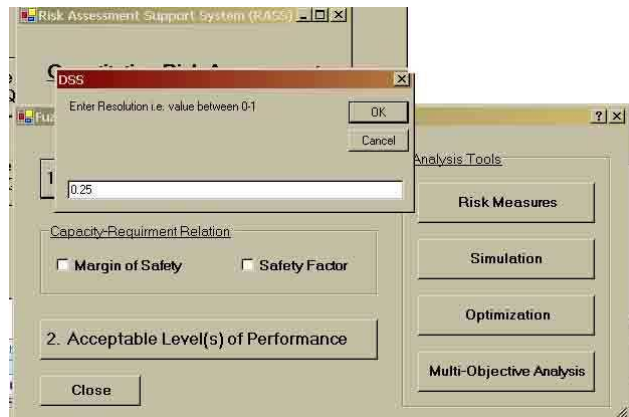 Risk Assessment Support System (RASS)
DSS
Enter Resolution i.e. value between 0-1
OK
Cancel
0.25
Fuz
1
Capacity-Requirment Relation
Margin of Safety
Safety Factor
2. Acceptable Level(s) of Performance
Close
Analysis Tools
Risk Measures
Simulation
Optimization
Multi-Objective Analysis